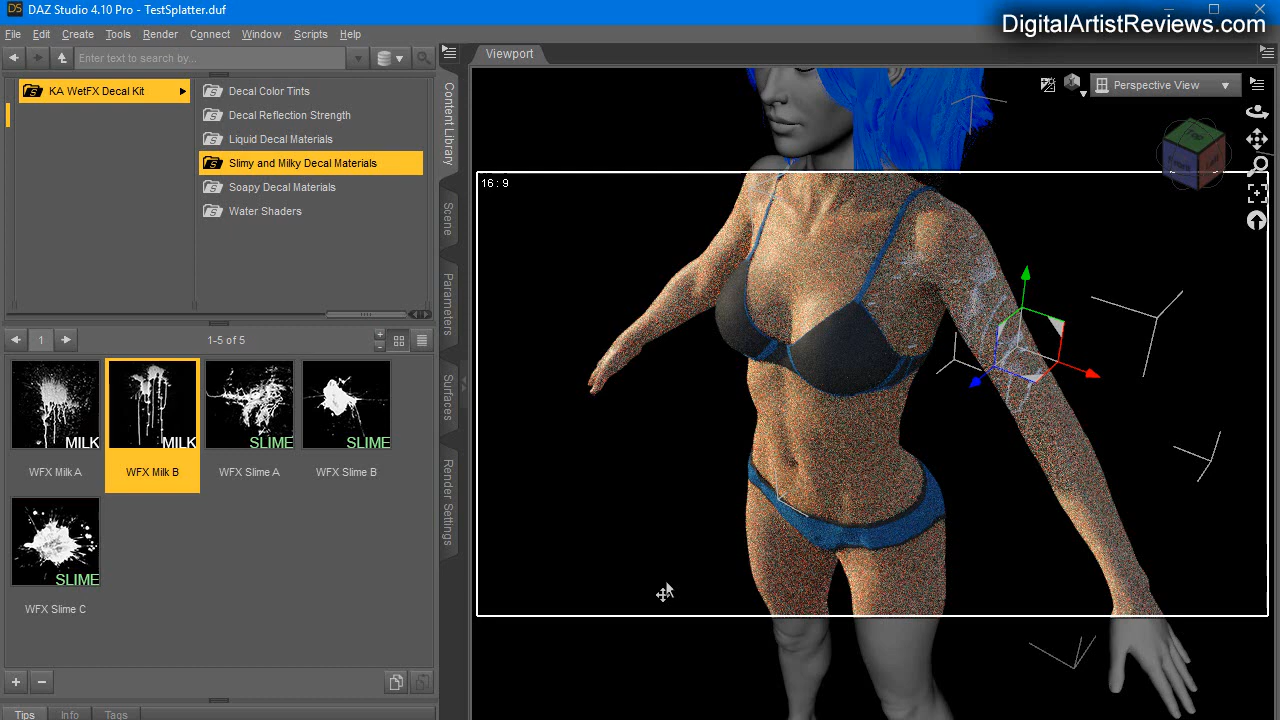 DAZ Studio 4.10 Pro - TestSplatter.duf
DigitalArtistReviews.com
File Edit Create Tools Render Connect Window Scripts Help
Enter text to search by...
Viewport
KA WetFX Decal Kit
Decal Color Tints
Decal Reflection Strength
Liquid Decal Materials
Slimy and Milky Decal Materials
Soapy Decal Materials
Water Shaders
Content Library
Scene
Parameters
Surfaces
Render Settings
Perspective View
16 : 9
1
1-5 of 5
MILK
MILK
SLIME
SLIME
WFX Milk A
WFX Milk B
WFX Slime A
WFX Slime B
SLIME
WFX Slime C
Tips
Info
Tags